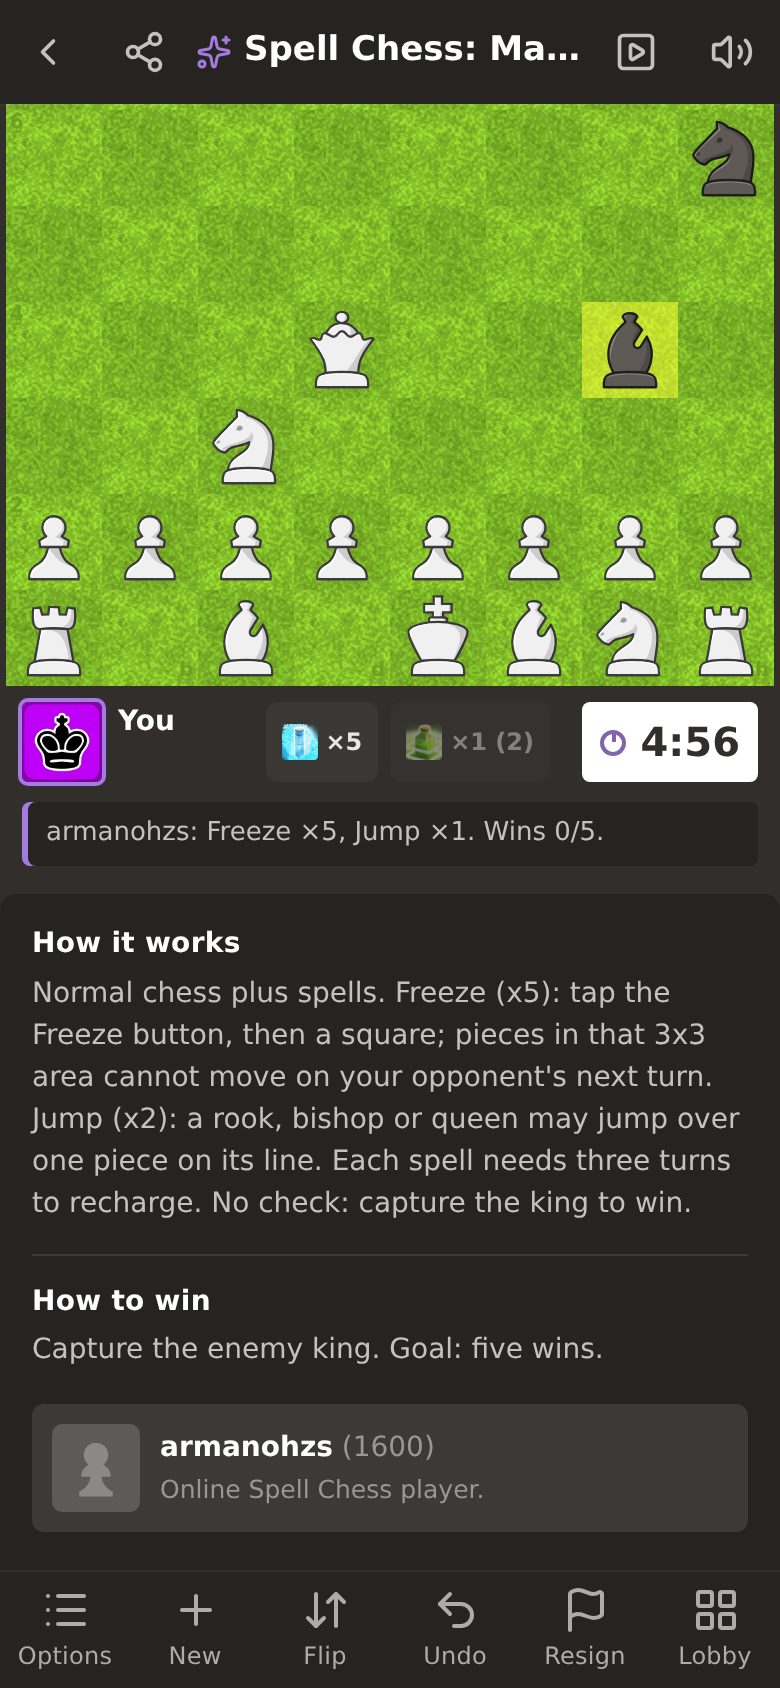 Spell Chess: Ma...
6
4
2
You
×5
×1 (2)
4:56
armanohzs: Freeze ×5, Jump ×1. Wins 0/5.
How it works
Normal chess plus spells. Freeze (x5): tap the
Freeze button, then a square; pieces in that 3x3
area cannot move on your opponent's next turn.
Jump (x2): a rook, bishop or queen may jump over
one piece on its line. Each spell needs three turns
to recharge. No check: capture the king to win.
How to win
Capture the enemy king. Goal: five wins.
armanohzs (1600)
Online Spell Chess player.
Options
New
Flip
Undo
Resign
Lobby